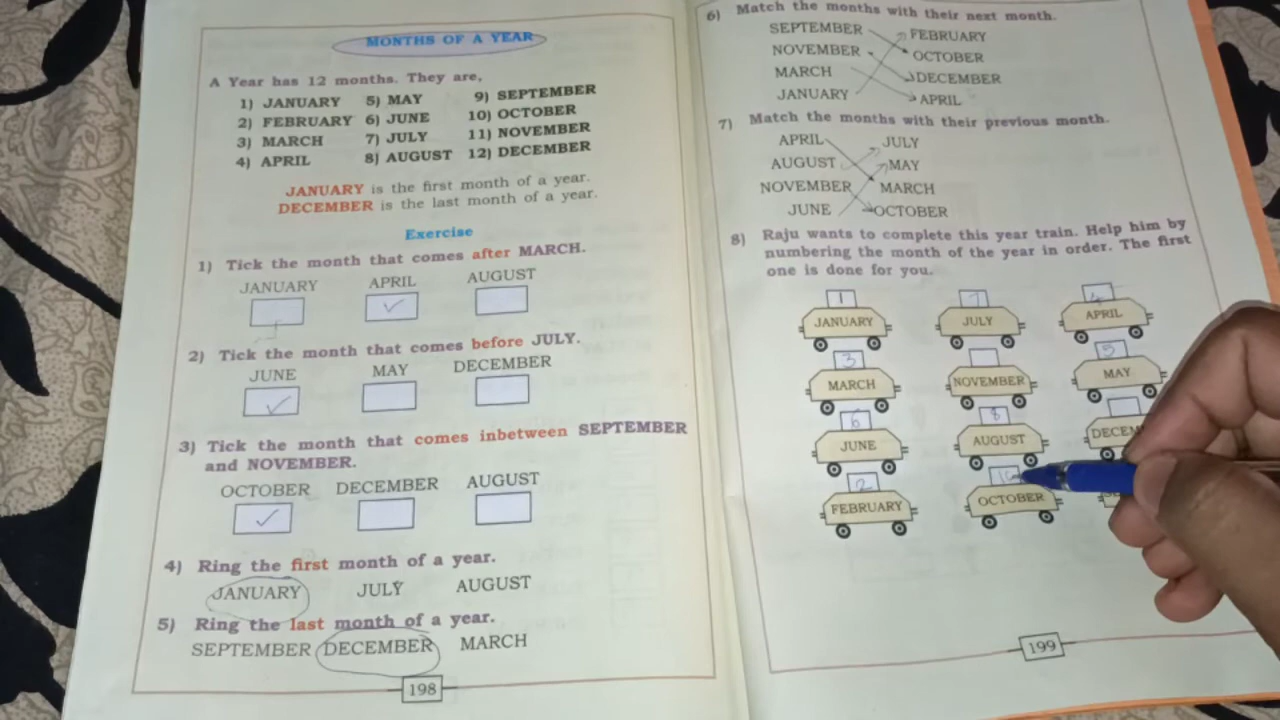 MONTHS OF A YEAR
A Year has 12 months. They are,
1) JANUARY 5) MAY 9) SEPTEMBER
2) FEBRUARY 6) JUNE 10) OCTOBER
3) MARCH 7) JULY 11) NOVEMBER
4) APRIL 8) AUGUST 12) DECEMBER
JANUARY is the first month of a year.
DECEMBER is the last month of a year.
Exercise
1) Tick the month that comes after MARCH.
JANUARY APRIL AUGUST
2) Tick the month that comes before JULY.
JUNE MAY DECEMBER
3) Tick the month that comes inbetween SEPTEMBER
and NOVEMBER.
OCTOBER DECEMBER AUGUST
4) Ring the first month of a year.
JANUARY JULY AUGUST
5) Ring the last month of a year.
SEPTEMBER DECEMBER MARCH
198
6) Match the months with their next month.
SEPTEMBER FEBRUARY
NOVEMBER OCTOBER
MARCH DECEMBER
JANUARY APRIL
7) Match the months with their previous month.
APRIL JULY
AUGUST MAY
NOVEMBER MARCH
JUNE OCTOBER
8) Raju wants to complete this year train. Help him by
numbering the month of the year in order. The first
one is done for you.
1 7 4
JANUARY JULY APRIL
3 5
MARCH NOVEMBER MAY
6 8
JUNE AUGUST DECEM
2 10
FEBRUARY OCTOBER
199